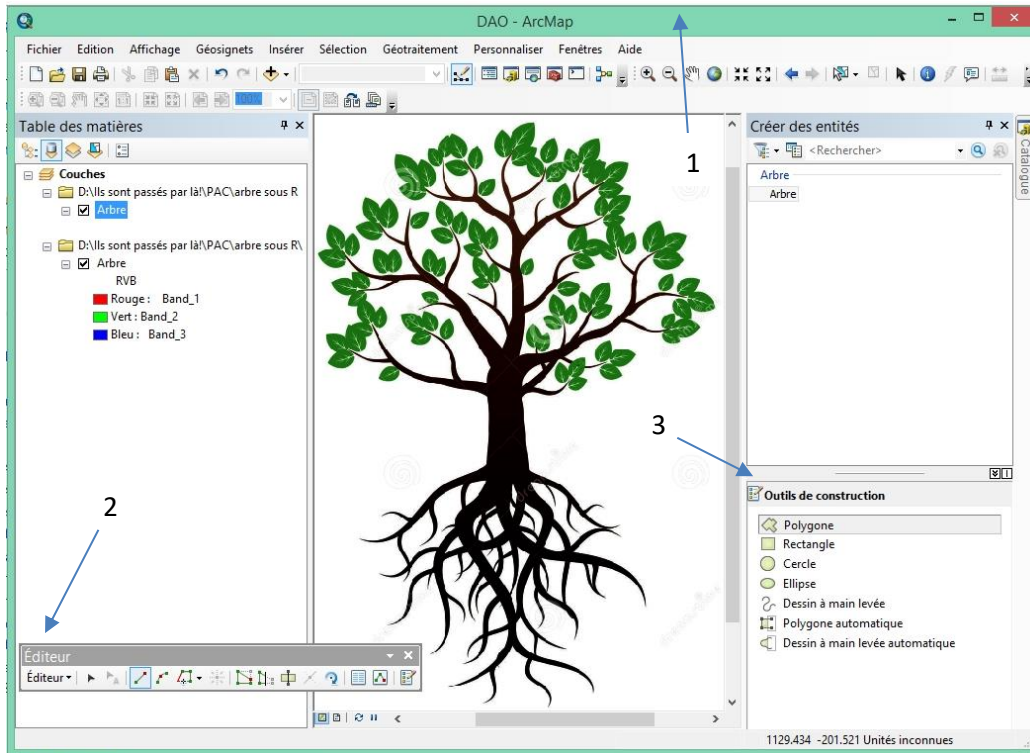 DAO - ArcMap
Fichier Edition Affichage Géosignets Insérer Sélection Géotraitement Personnaliser Fenêtres Aide
100%
Table des matières
Couches
D:\Ils sont passés par là!\PAC\arbre sous R
Arbre
D:\Ils sont passés par là!\PAC\arbre sous R\
Arbre
RVB
Rouge : Band_1
Vert : Band_2
Bleu : Band_3
1
2
3
Créer des entités
<Rechercher>
Arbre
Arbre
Catalogue
Outils de construction
Polygone
Rectangle
Cercle
Ellipse
Dessin à main levée
Polygone automatique
Dessin à main levée automatique
Éditeur
Éditeur
1129.434 -201.521 Unités inconnues